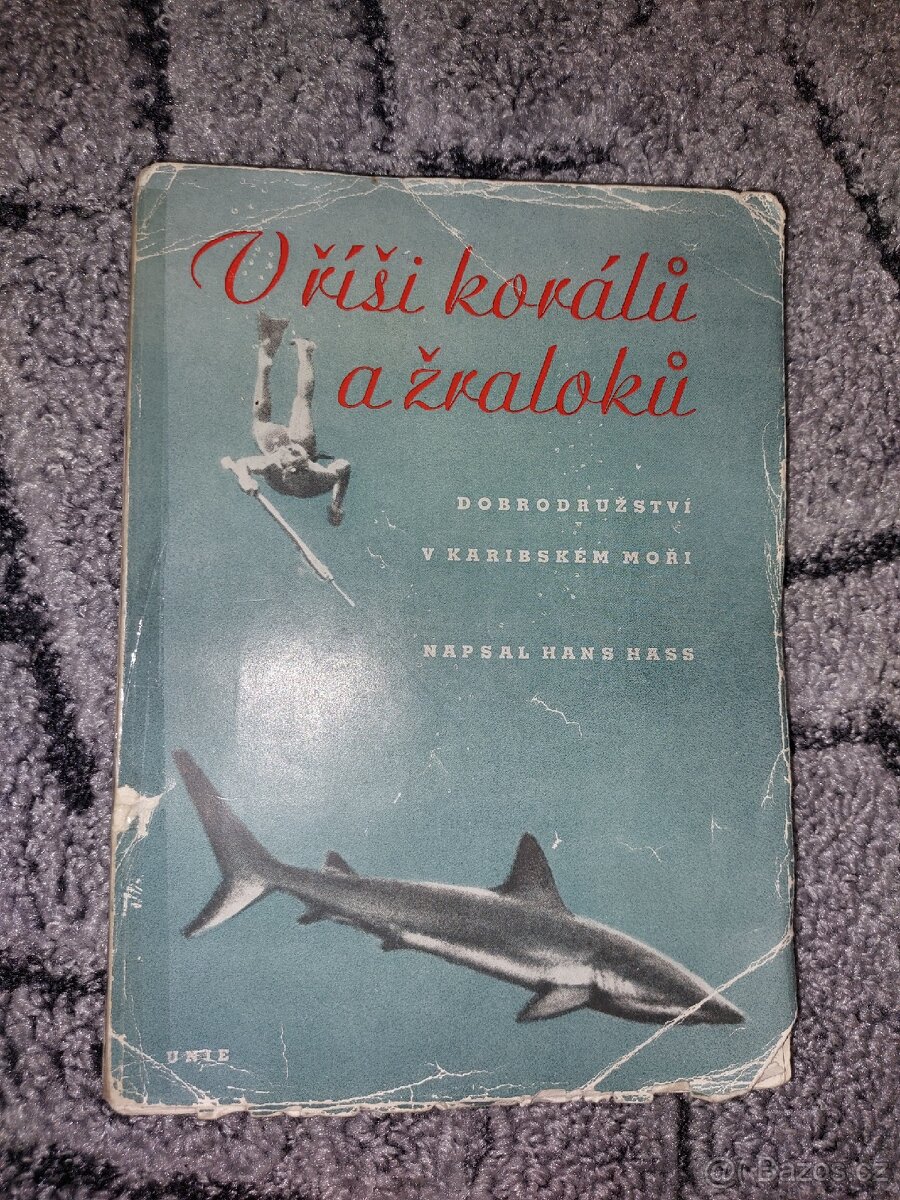 V říši korálů
a žraloků
DOBRODRUŽSTVÍ
V KARIBSKÉM MOŘI
NAPSAL HANS HASS
UNIE
Bazos.cz